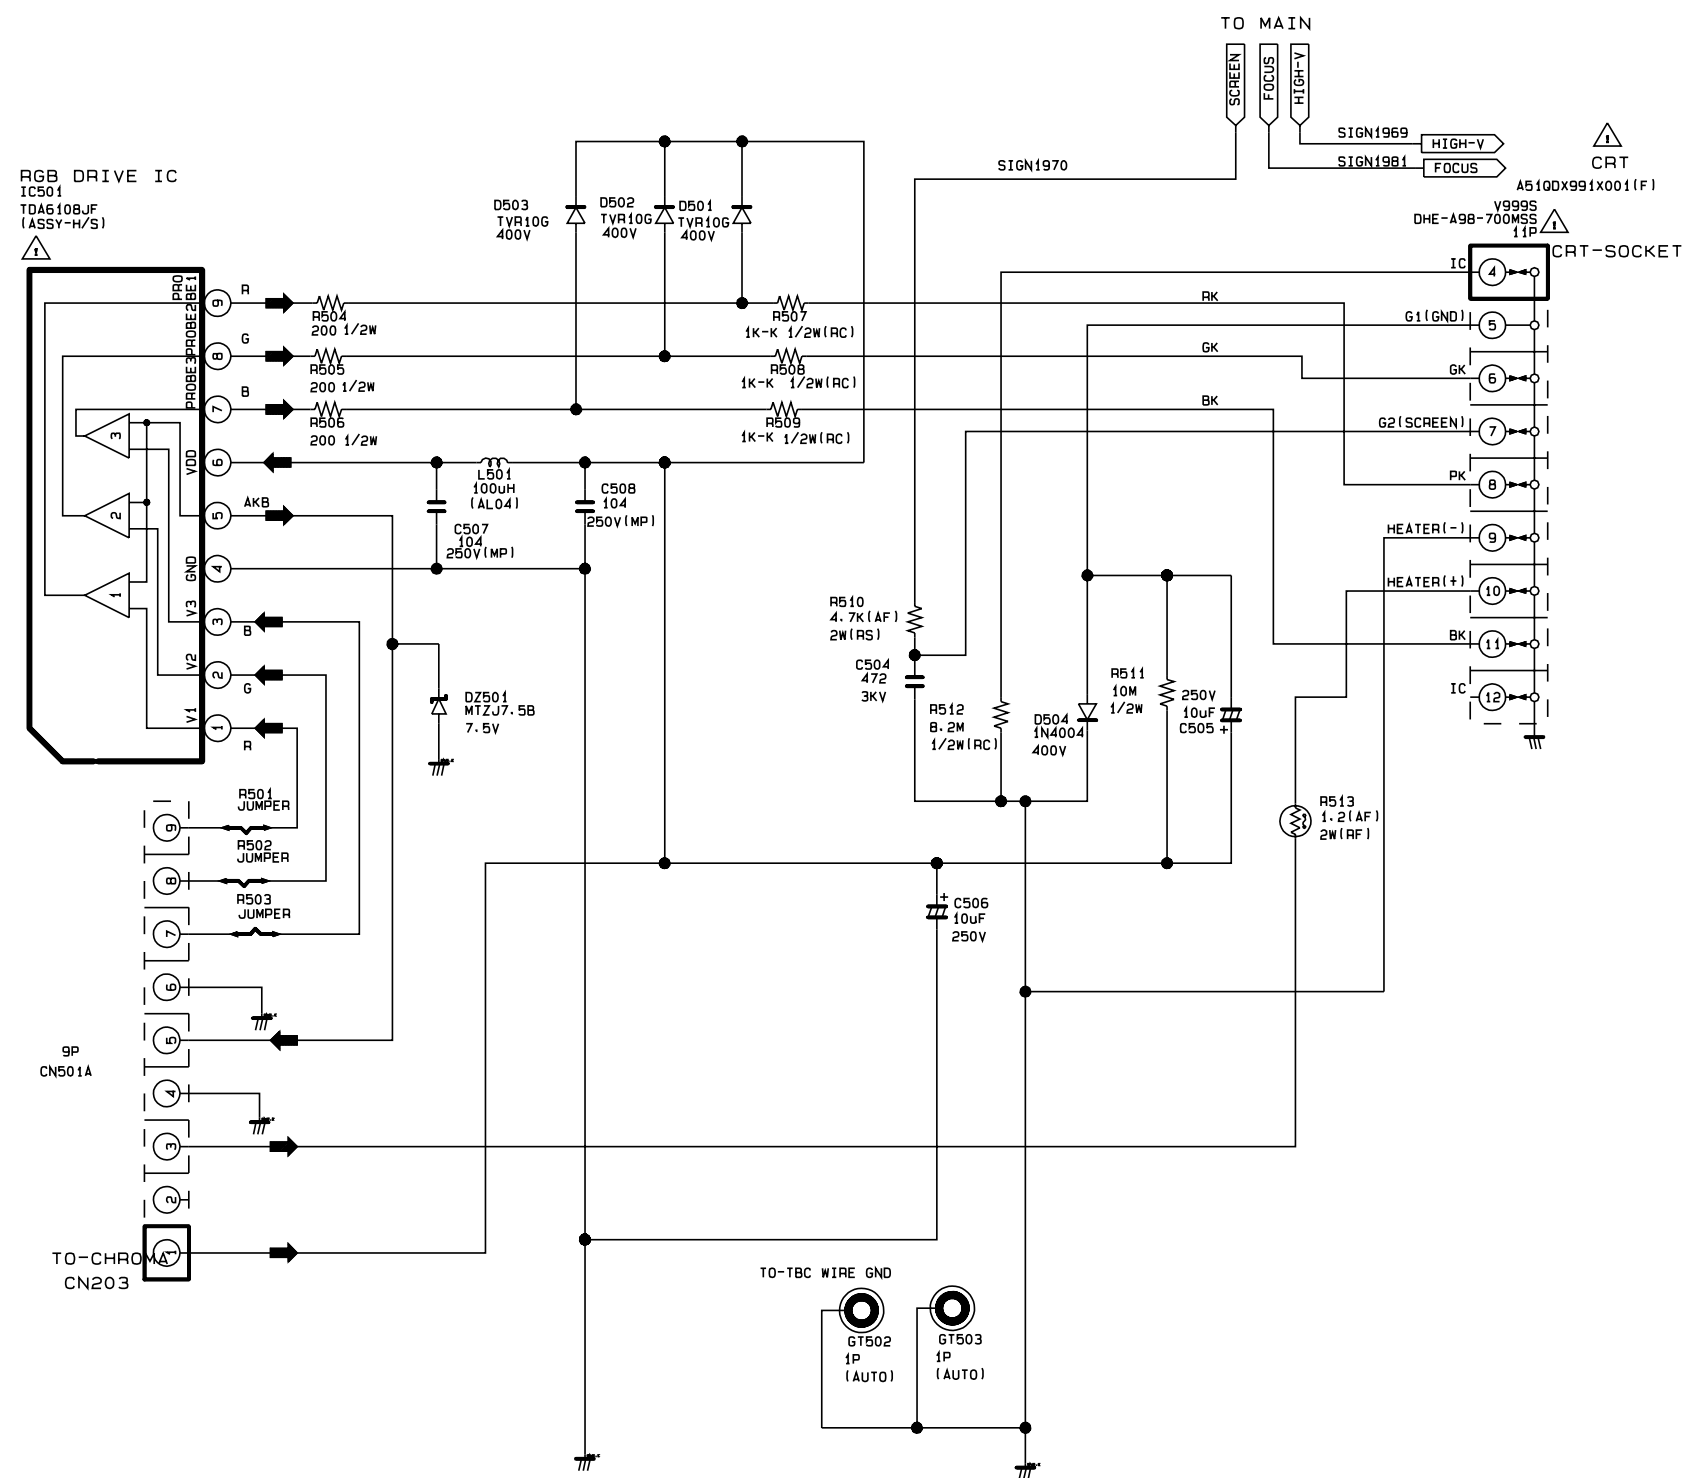 TO MAIN
SCREEN
FOCUS
HIGH-V
SIGN1969
HIGH-V
SIGN1981
FOCUS
SIGN1970
CRT
A51QDX991X001(F)
V999S
DHE-A98-700MSS
11P
CRT-SOCKET
RGB DRIVE IC
IC501
TDA6108JF
(ASSY-H/S)
D503
TVR10G
400V
D502
TVR10G
400V
D501
TVR10G
400V
PROBE1
PROBE2
PROBE3
VDD
GND
V3
V2
V1
9
8
7
6
5
4
3
2
1
3
2
1
R
G
B
AKB
B
G
R
R504
200 1/2W
R505
200 1/2W
R506
200 1/2W
R507
1K-K 1/2W(RC)
R508
1K-K 1/2W(RC)
R509
1K-K 1/2W(RC)
RK
GK
BK
L501
100uH
(AL04)
C507
104
250V(MP)
C508
104
250V(MP)
DZ501
MTZJ7.5B
7.5V
IC
4
G1(GND)
5
GK
6
G2(SCREEN)
7
PK
8
HEATER(-)
9
HEATER(+)
10
BK
11
IC
12
R510
4.7K(AF)
2W(RS)
C504
472
3KV
R512
8.2M
1/2W(RC)
D504
1N4004
400V
R511
10M
1/2W
250V
10uF
C505 +
R513
1.2(AF)
2W(RF)
R501
JUMPER
R502
JUMPER
R503
JUMPER
9
8
7
6
5
4
3
2
1
9P
CN501A
+
C506
10uF
250V
TO-CHROMA
CN203
TO-TBC WIRE GND
GT502
1P
(AUTO)
GT503
1P
(AUTO)